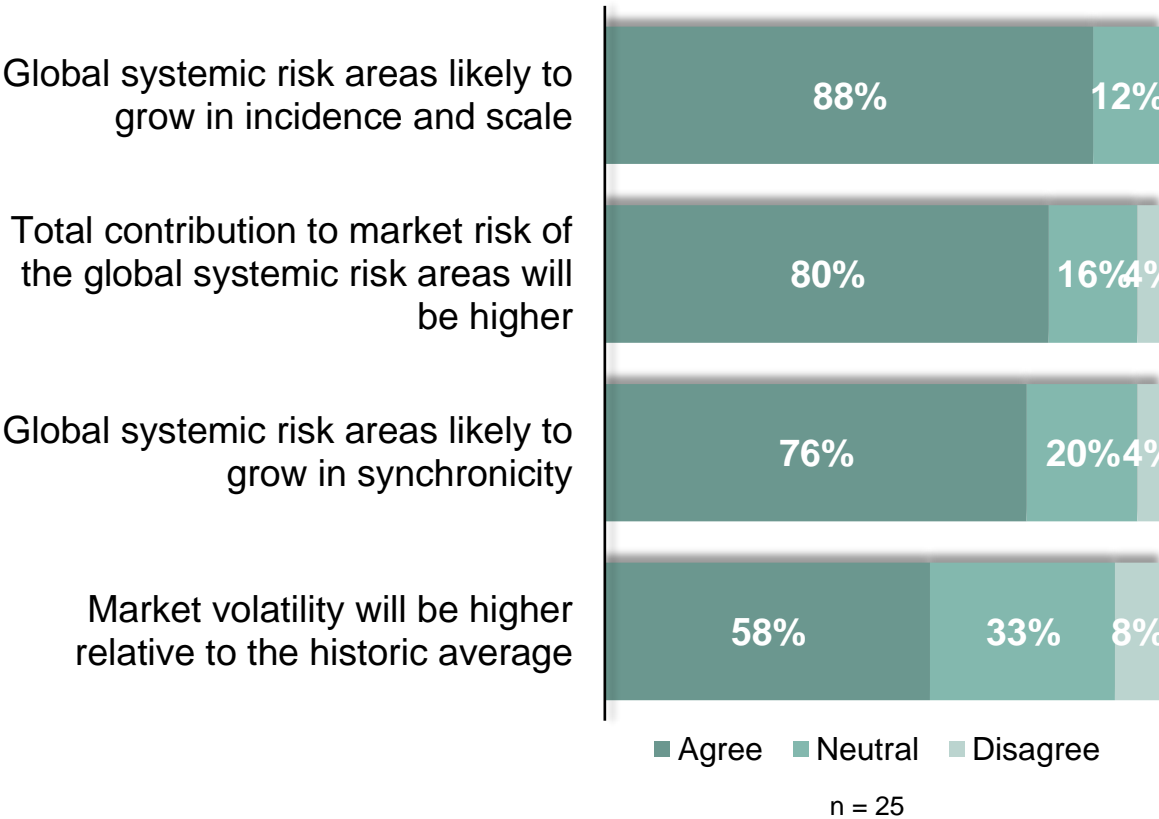 Global systemic risk areas likely to
grow in incidence and scale
88% 12%
Total contribution to market risk of
the global systemic risk areas will
be higher
80% 16% 4%
Global systemic risk areas likely to
grow in synchronicity
76% 20% 4%
Market volatility will be higher
relative to the historic average
58% 33% 8%
Agree Neutral Disagree
n = 25